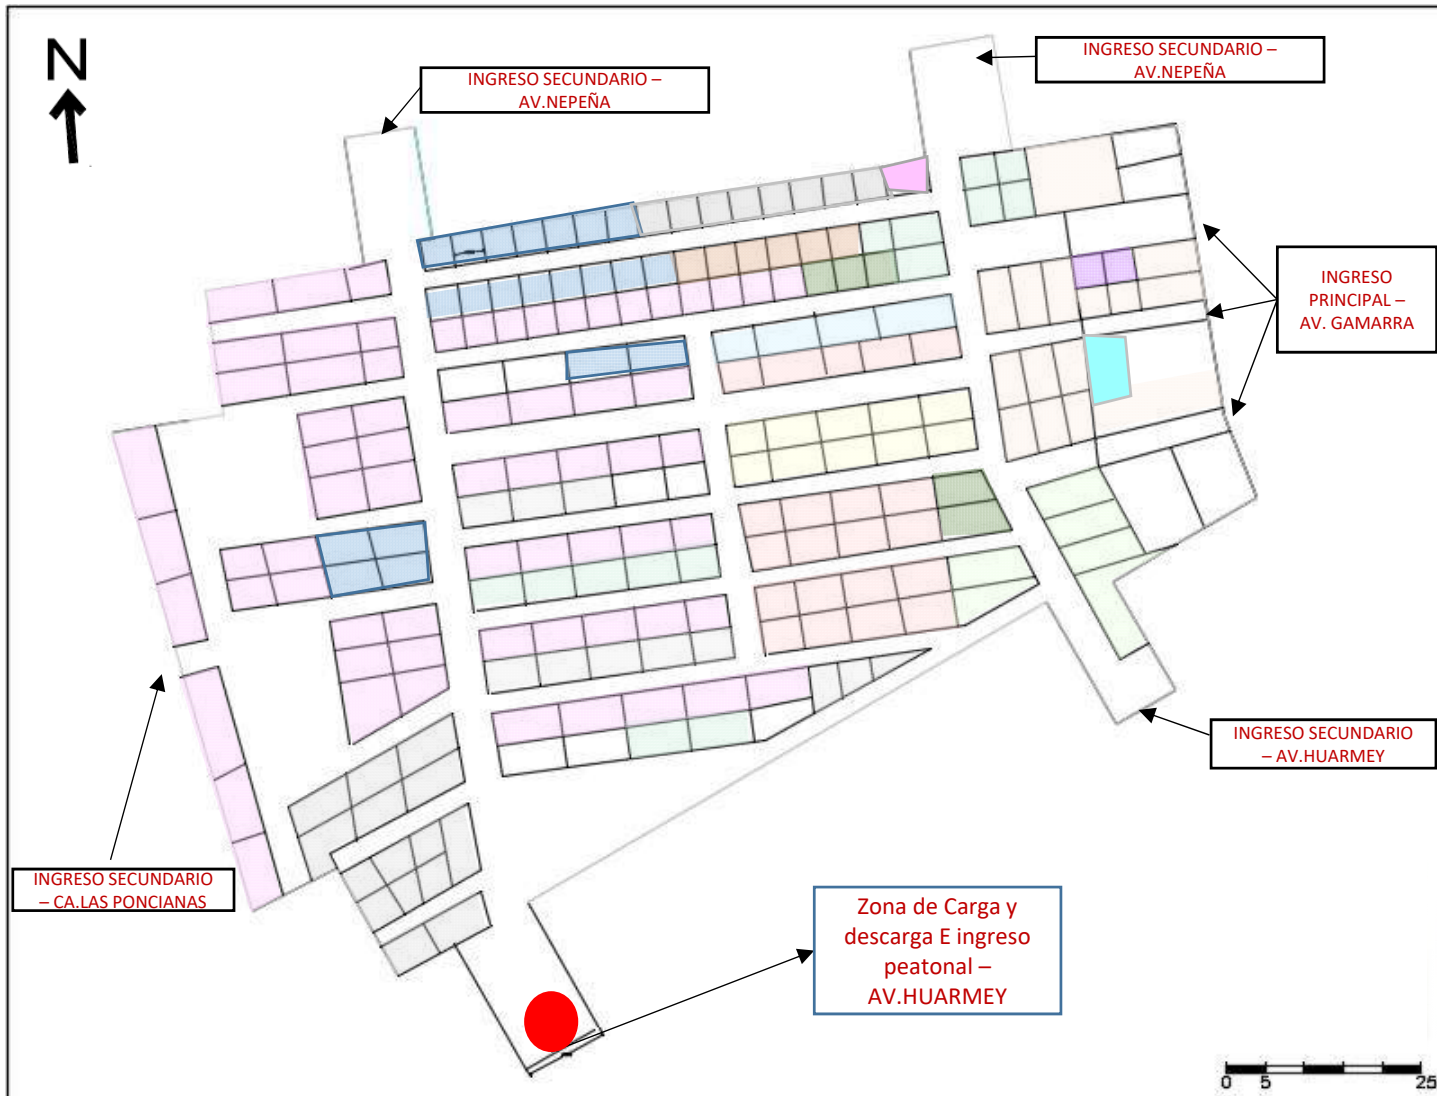 N
INGRESO SECUNDARIO –
AV.NEPEÑA
INGRESO SECUNDARIO –
AV.NEPEÑA
INGRESO
PRINCIPAL –
AV. GAMARRA
INGRESO SECUNDARIO
– AV.HUARMEY
INGRESO SECUNDARIO
– CA.LAS PONCIANAS
Zona de Carga y
descarga E ingreso
peatonal –
AV.HUARMEY
0 5 25